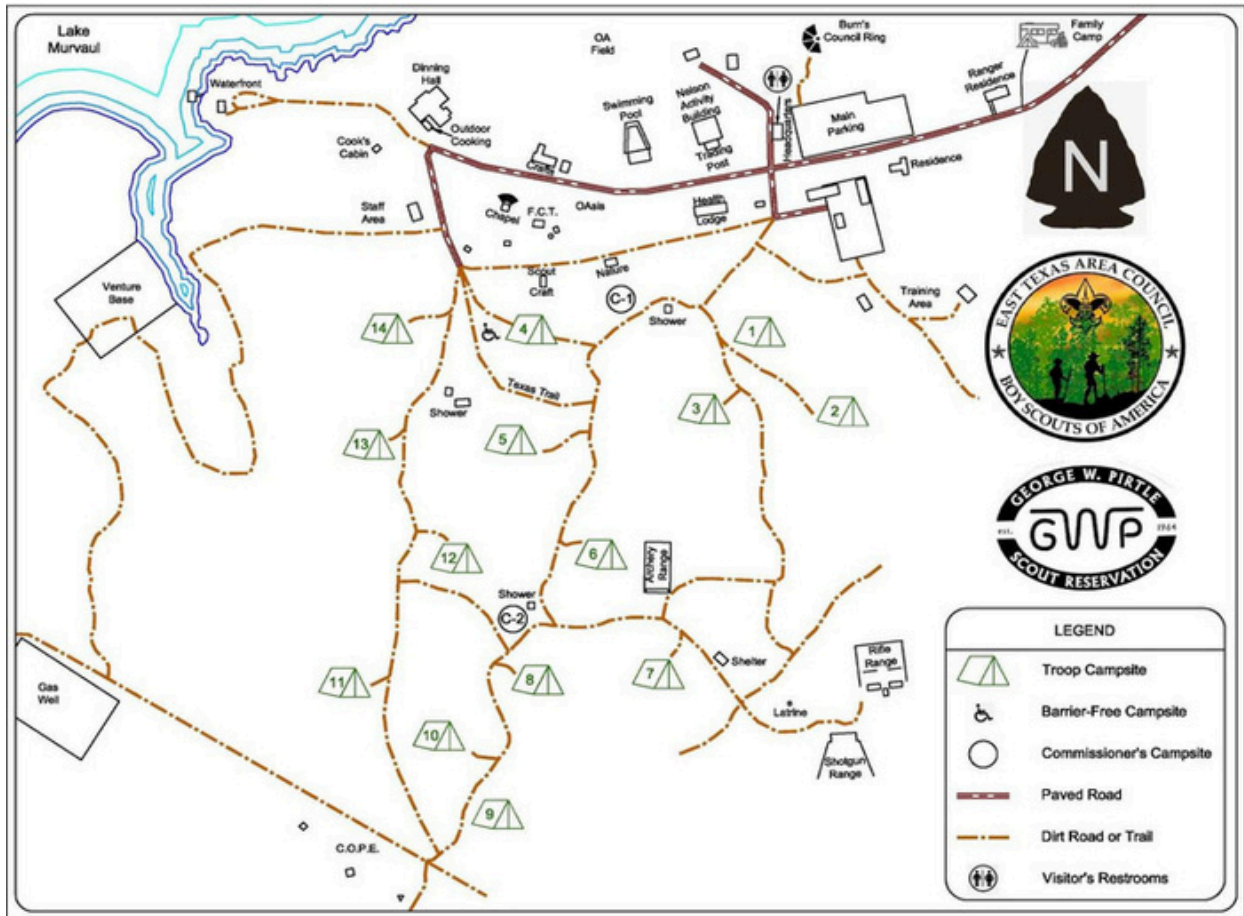 Lake
Murvaul
Waterfront
Dinning
Hall
Outdoor
Cooking
Cook's
Cabin
Staff
Area
Crafts
Chapel
F.C.T.
OAsis
OA
Field
Swimming
Pool
Nelson
Activity
Building
Trading
Post
Health
Lodge
Burn's
Council Ring
Headquarters
Main
Parking
Ranger
Residence
Family
Camp
Residence
N
Venture
Base
Scout
Craft
Nature
C-1
Shower
Training
Area
14
4
1
Texas Trail
3
2
Shower
13
5
12
6
Archery
Range
Shower
C-2
11
8
7
Shelter
Rifle
Range
Latrine
Shotgun
Range
10
9
Gas
Well
C.O.P.E.
EAST TEXAS AREA COUNCIL
BOY SCOUTS OF AMERICA
GEORGE W. PIRTLE
est. GWP 1964
SCOUT RESERVATION
LEGEND
Troop Campsite
Barrier-Free Campsite
Commissioner's Campsite
Paved Road
Dirt Road or Trail
Visitor's Restrooms